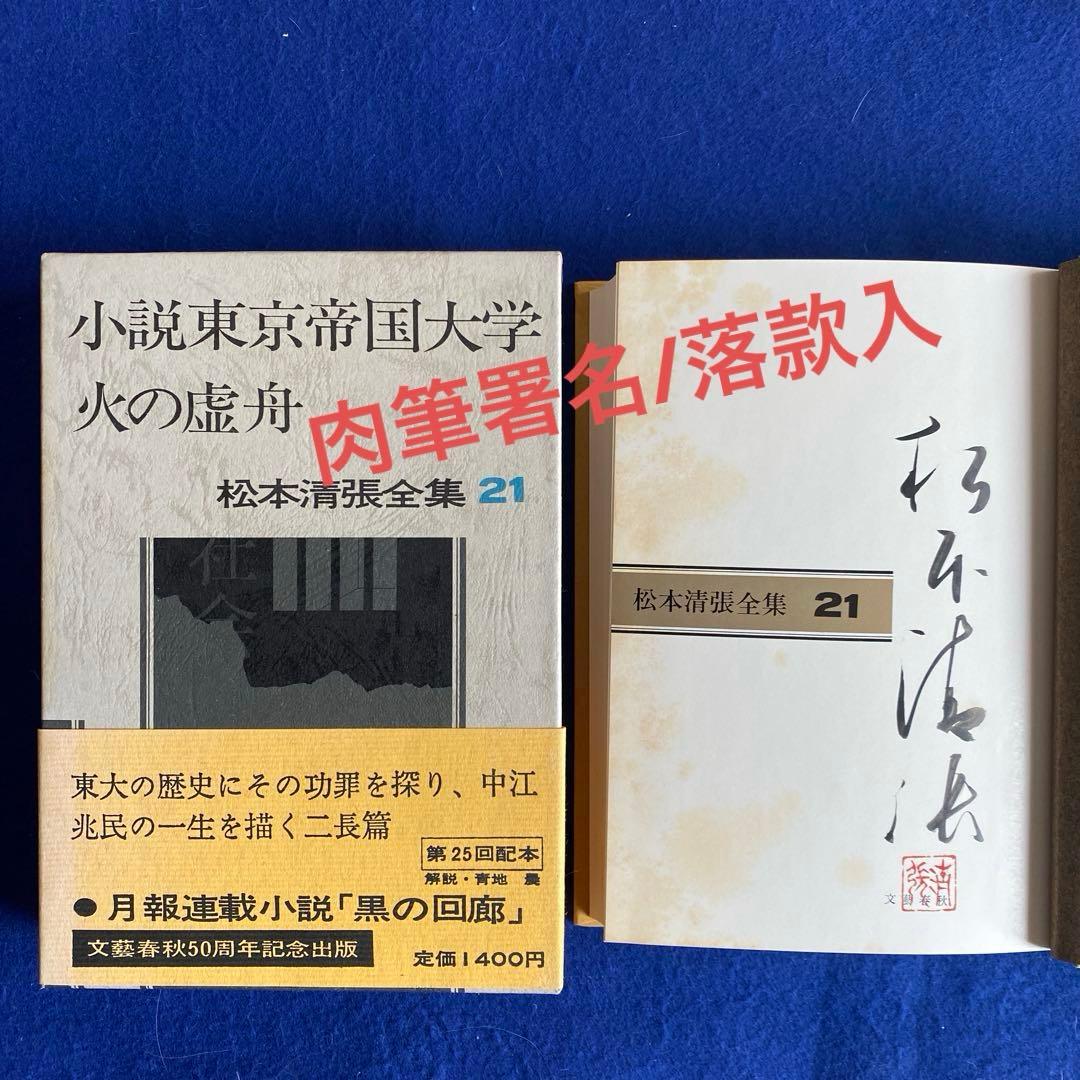 小説東京帝国大学
火の虚舟
松本清張全集 21
社会
東大の歴史にその功罪を探り、中江
兆民の一生を描く二長篇
第25回配本
解説・青地 晨
●月報連載小説「黒の回廊」
文藝春秋50周年記念出版
定価1400円
肉筆署名/落款入
松本清張全集 21
松本清張
清張
文藝春秋